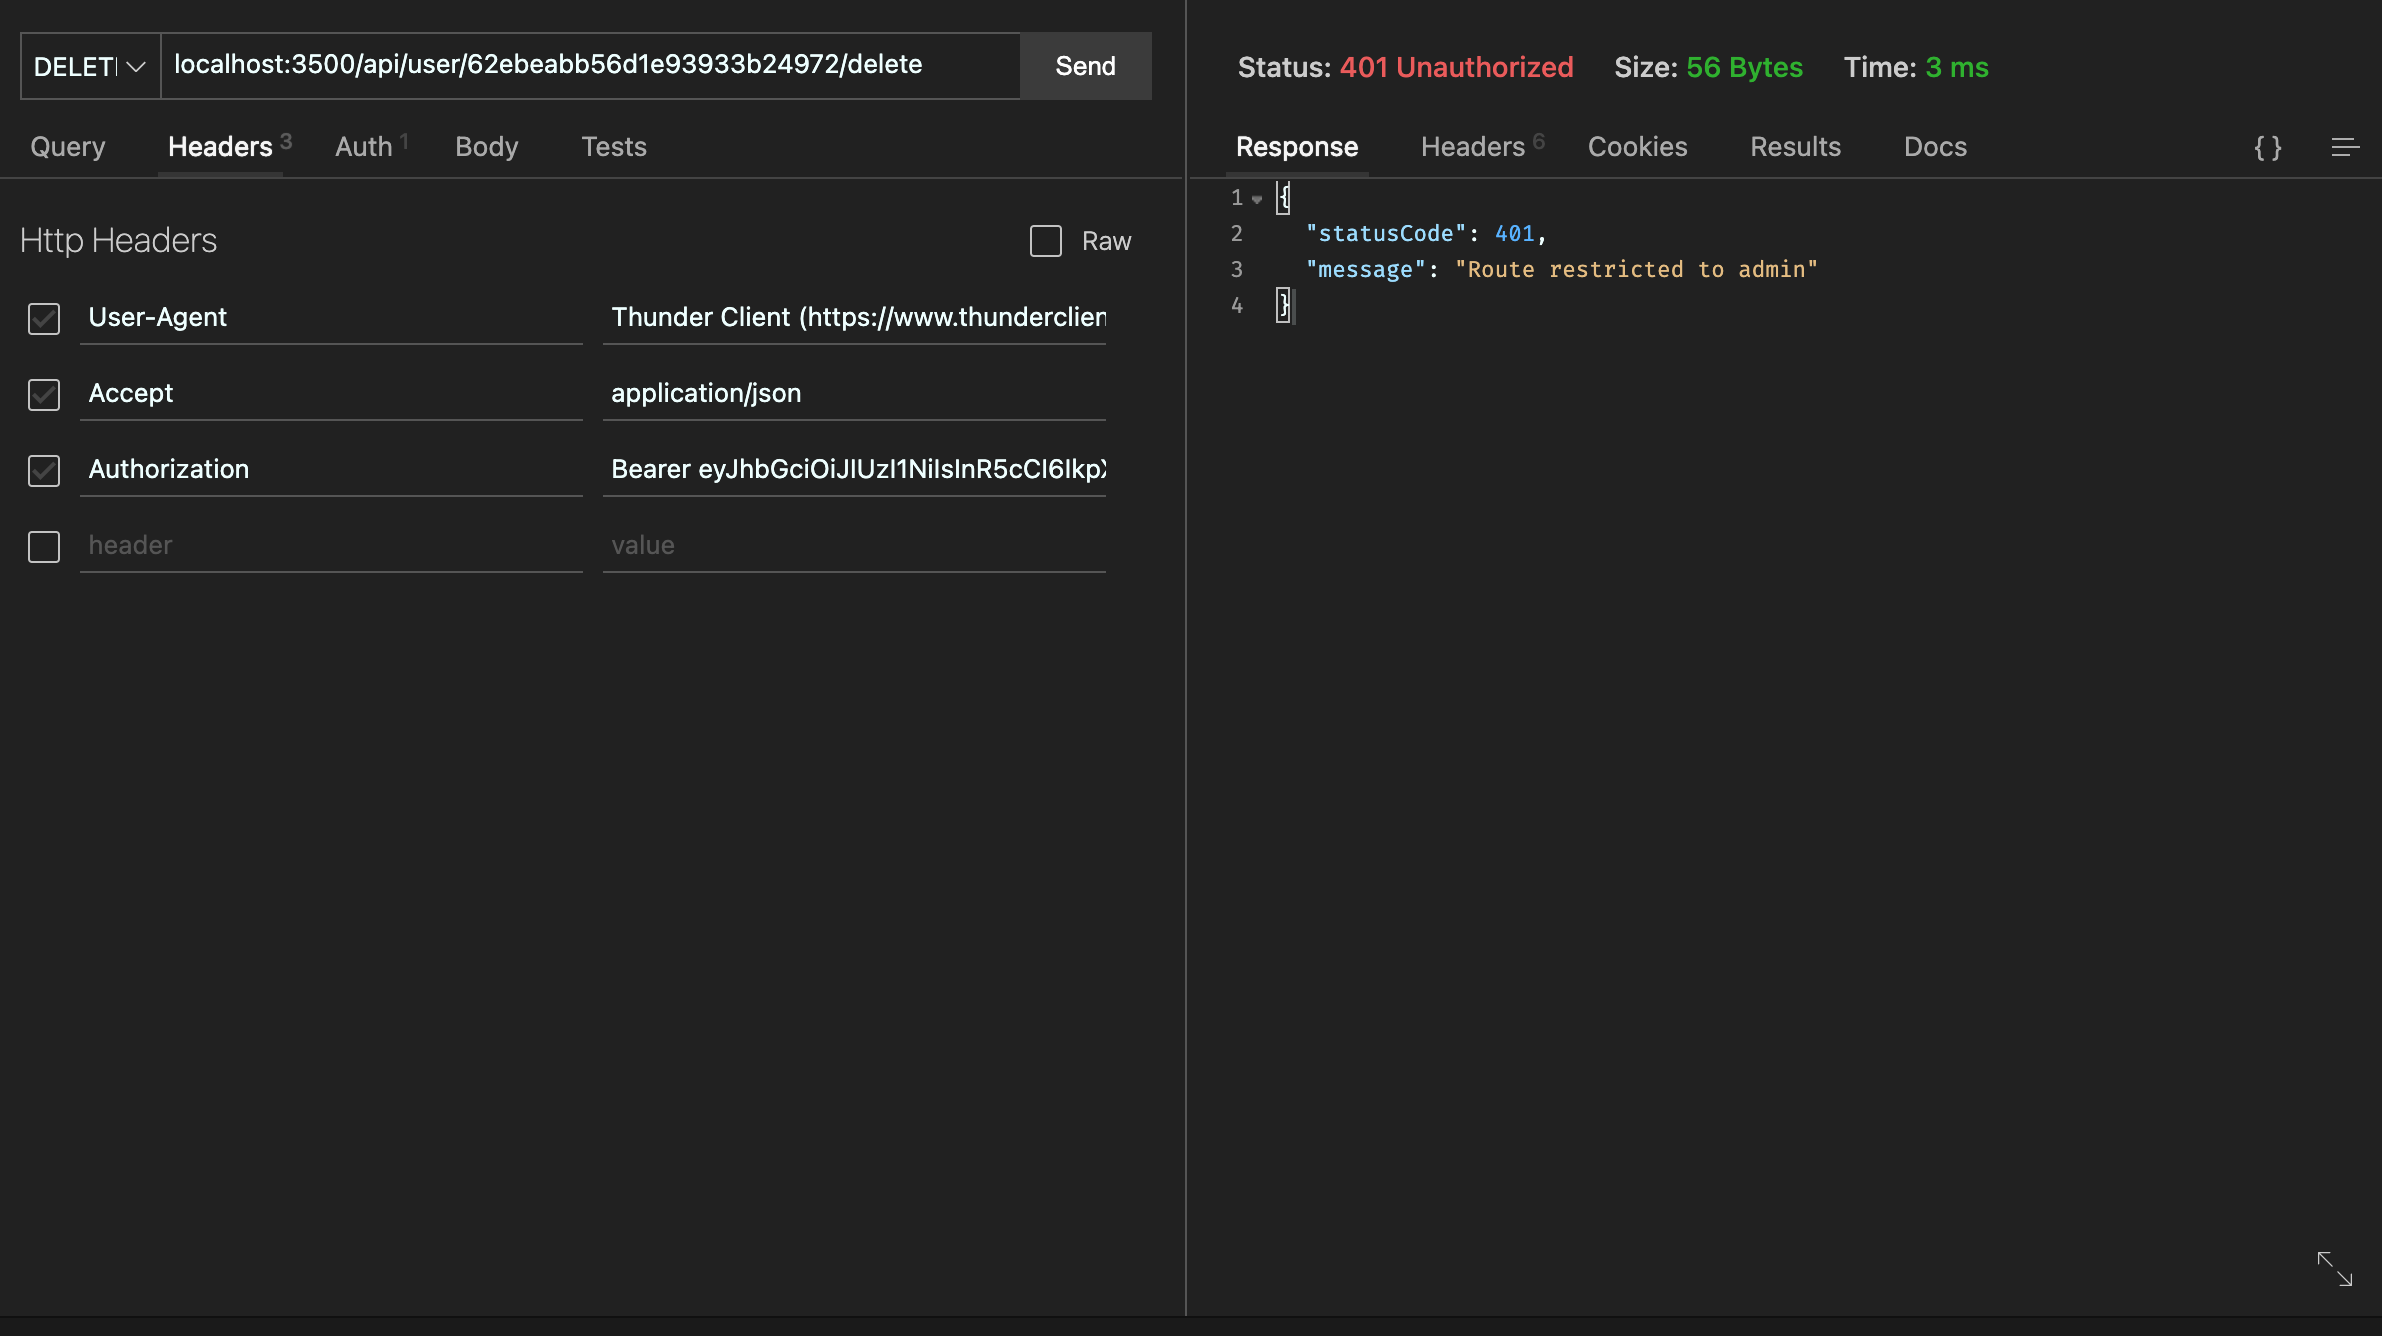 DELETE localhost:3500/api/user/62ebeabb56d1e93933b24972/delete Send
Query Headers 3 Auth 1 Body Tests
Http Headers Raw
User-Agent Thunder Client (https://www.thunderclien
Accept application/json
Authorization Bearer eyJhbGciOiJIUzI1NiIsInR5cCI6IkpX
header value
Status: 401 Unauthorized Size: 56 Bytes Time: 3 ms
Response Headers 6 Cookies Results Docs { }
1 {
2 "statusCode": 401,
3 "message": "Route restricted to admin"
4 }